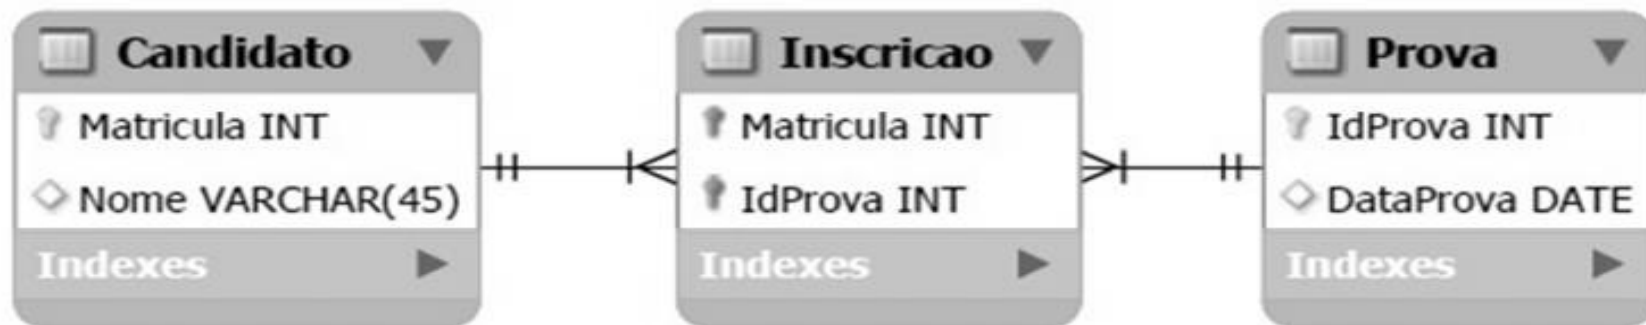 Candidato
Matricula INT
Nome VARCHAR(45)
Indexes
Inscricao
Matricula INT
IdProva INT
Indexes
Prova
IdProva INT
DataProva DATE
Indexes